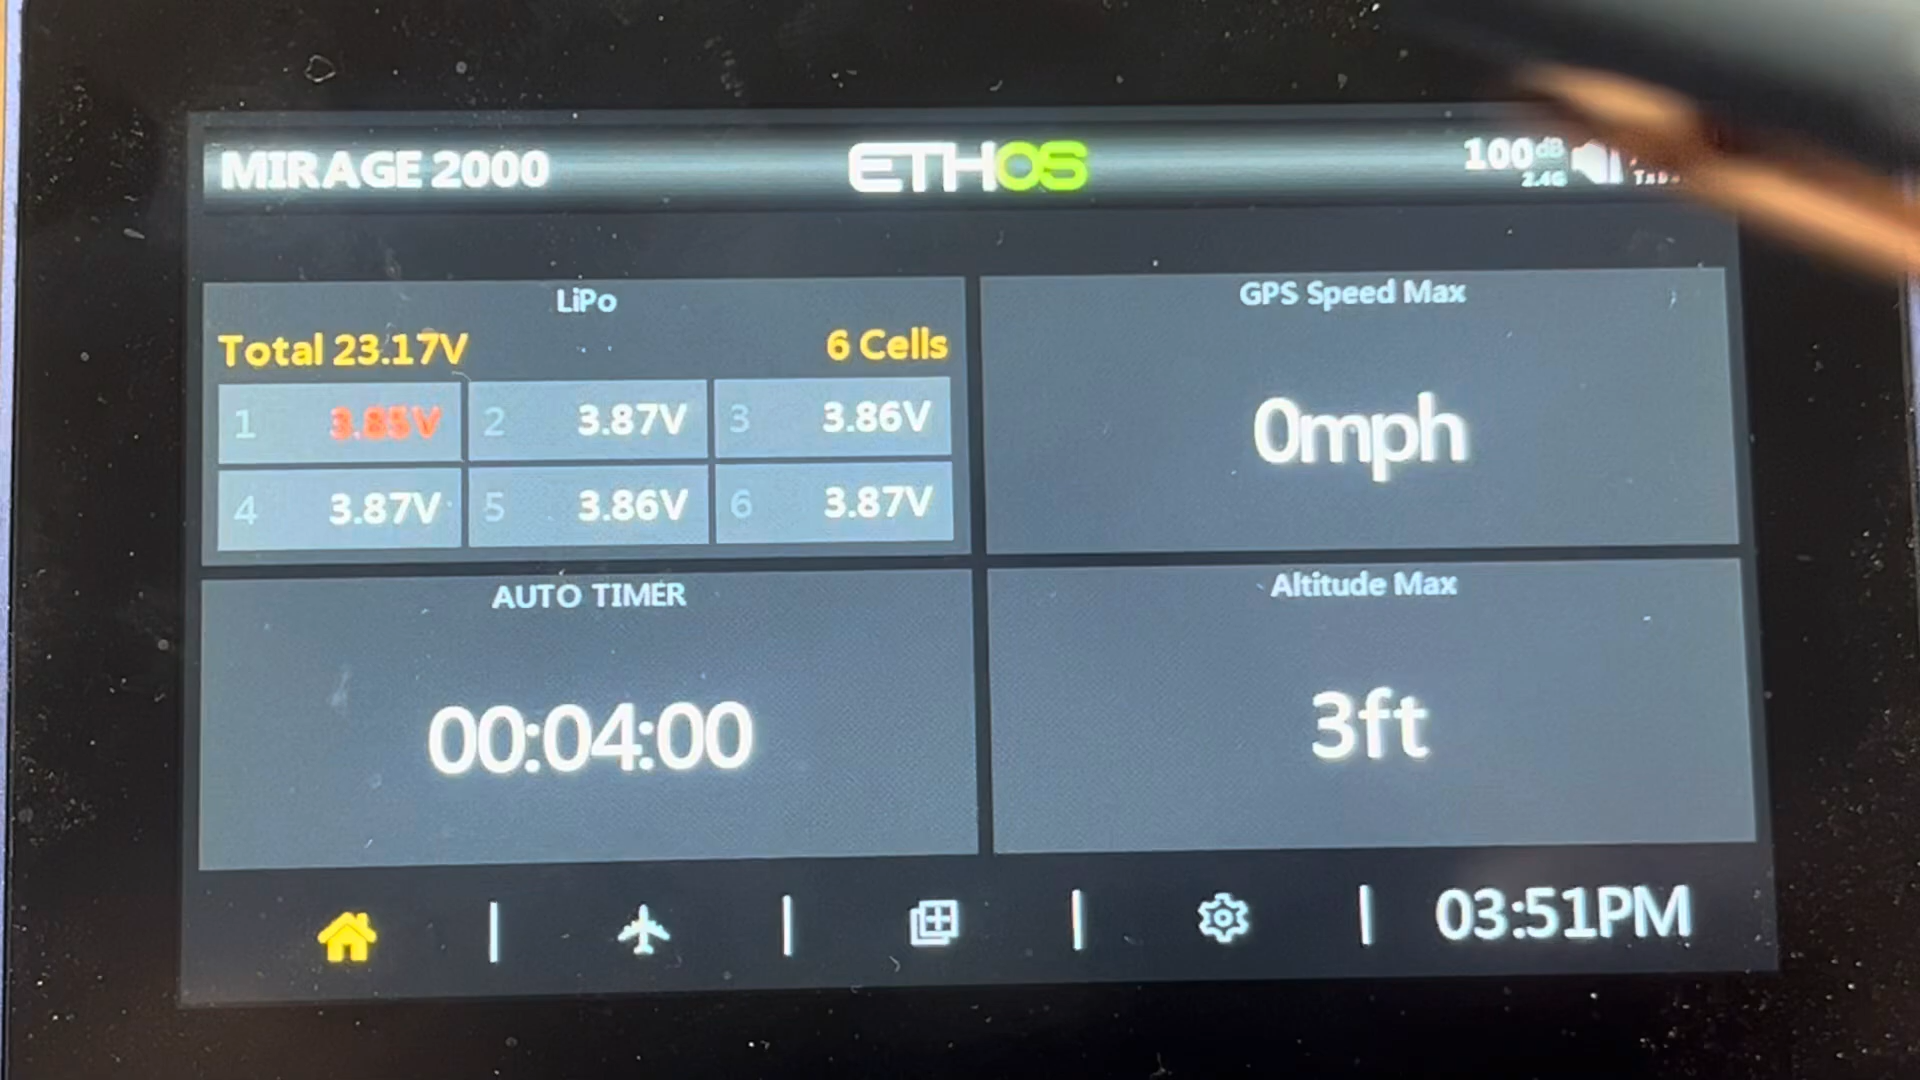 MIRAGE 2000
ETHOS
100dB
2.4G
LiPo
Total 23.17V
6 Cells
1 3.85V
2 3.87V
3 3.86V
4 3.87V
5 3.86V
6 3.87V
GPS Speed Max
0mph
AUTO TIMER
00:04:00
Altitude Max
3ft
03:51PM